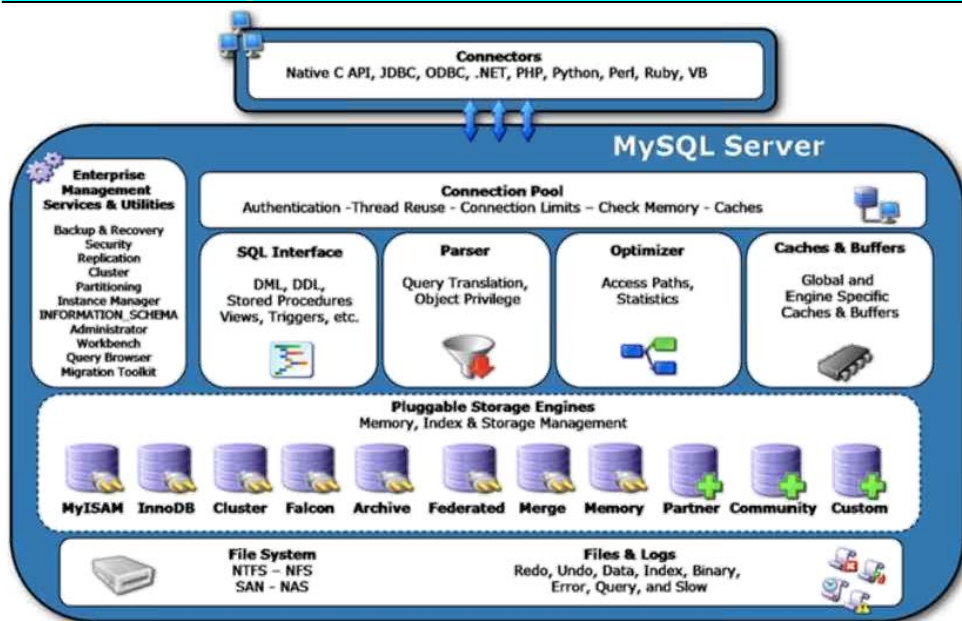 Connectors
Native C API, JDBC, ODBC, .NET, PHP, Python, Perl, Ruby, VB
MySQL Server
Enterprise
Management
Services & Utilities
Backup & Recovery
Security
Replication
Cluster
Partitioning
Instance Manager
INFORMATION_SCHEMA
Administrator
Workbench
Query Browser
Migration Toolkit
Connection Pool
Authentication -Thread Reuse - Connection Limits – Check Memory - Caches
SQL Interface
DML, DDL,
Stored Procedures
Views, Triggers, etc.
Parser
Query Translation,
Object Privilege
Optimizer
Access Paths,
Statistics
Caches & Buffers
Global and
Engine Specific
Caches & Buffers
Pluggable Storage Engines
Memory, Index & Storage Management
MyISAM InnoDB Cluster Falcon Archive Federated Merge Memory Partner Community Custom
File System
NTFS – NFS
SAN - NAS
Files & Logs
Redo, Undo, Data, Index, Binary,
Error, Query, and Slow